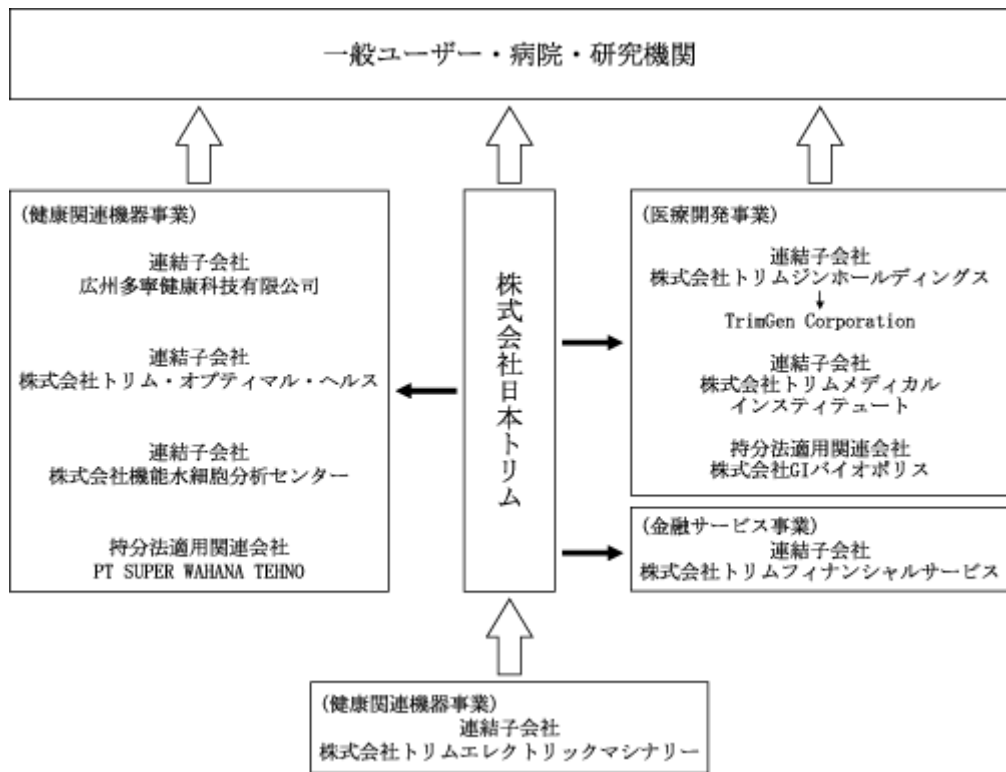 一般ユーザー・病院・研究機関
(健康関連機器事業)
連結子会社
広州多寧健康科技有限公司
連結子会社
株式会社トリム・オプティマル・ヘルス
連結子会社
株式会社機能水細胞分析センター
持分法適用関連会社
PT SUPER WAHANA TEHNO
株式会社日本トリム
(医療開発事業)
連結子会社
株式会社トリムジンホールディングス
↓
TrimGen Corporation
連結子会社
株式会社トリムメディカル
インスティテュート
持分法適用関連会社
株式会社GIバイオポリス
(金融サービス事業)
連結子会社
株式会社トリムフィナンシャルサービス
(健康関連機器事業)
連結子会社
株式会社トリムエレクトリックマシナリー